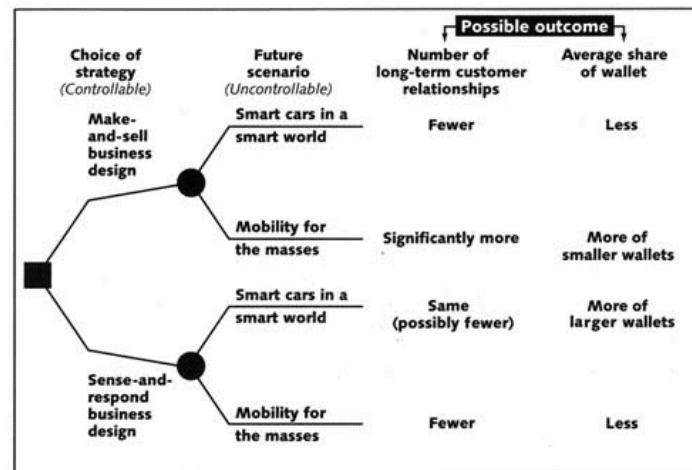 Possible outcome
Choice of
strategy
(Controllable)
Future
scenario
(Uncontrollable)
Number of
long-term customer
relationships
Average share
of wallet
Make-
and-sell
business
design
Smart cars in a
smart world
Fewer
Less
Mobility for
the masses
Significantly more
More of
smaller wallets
Smart cars in a
smart world
Same
(possibly fewer)
More of
larger wallets
Sense-and-
respond
business
design
Mobility for
the masses
Fewer
Less